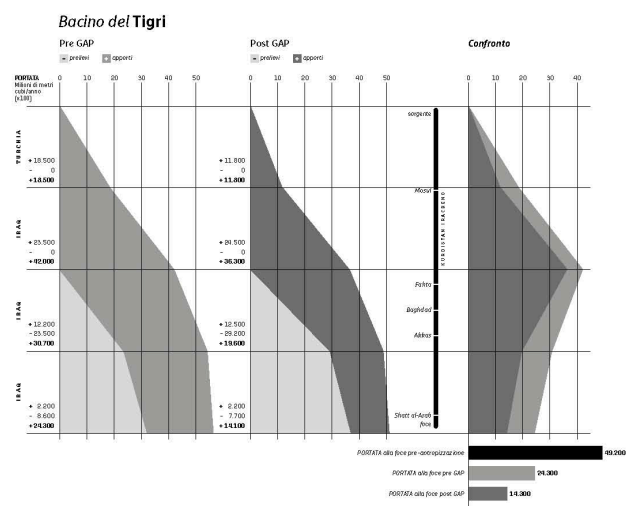 Bacino del Tigri
Pre GAP
Post GAP
Confronto
- prelievi + apporti
- prelievi + apporti
PORTATA
Milioni di metri
cubi/anno
[x100]
0 10 20 30 40 50
0 10 20 30 40 50
0 10 20 30 40
TURCHIA
+ 18.500
- 0
+18.500
+ 11.800
- 0
+11.800
sorgente
Mosul
KURDISTAN IRACHENO
IRAQ
+ 23.500
- 0
+ 42.000
+ 24.500
- 0
+ 36.300
Baghdad
IRAQ
+ 12.200
- 23.500
+ 30.700
+ 12.500
- 29.200
+ 19.600
IRAQ
+ 2.200
- 8.600
+ 24.300
+ 2.200
- 7.700
+ 14.100
Shatt al-Arab
foce
PORTATA alla foce pre-antropizzazione 49.200
PORTATA alla foce pre GAP 24.300
PORTATA alla foce post GAP 14.300